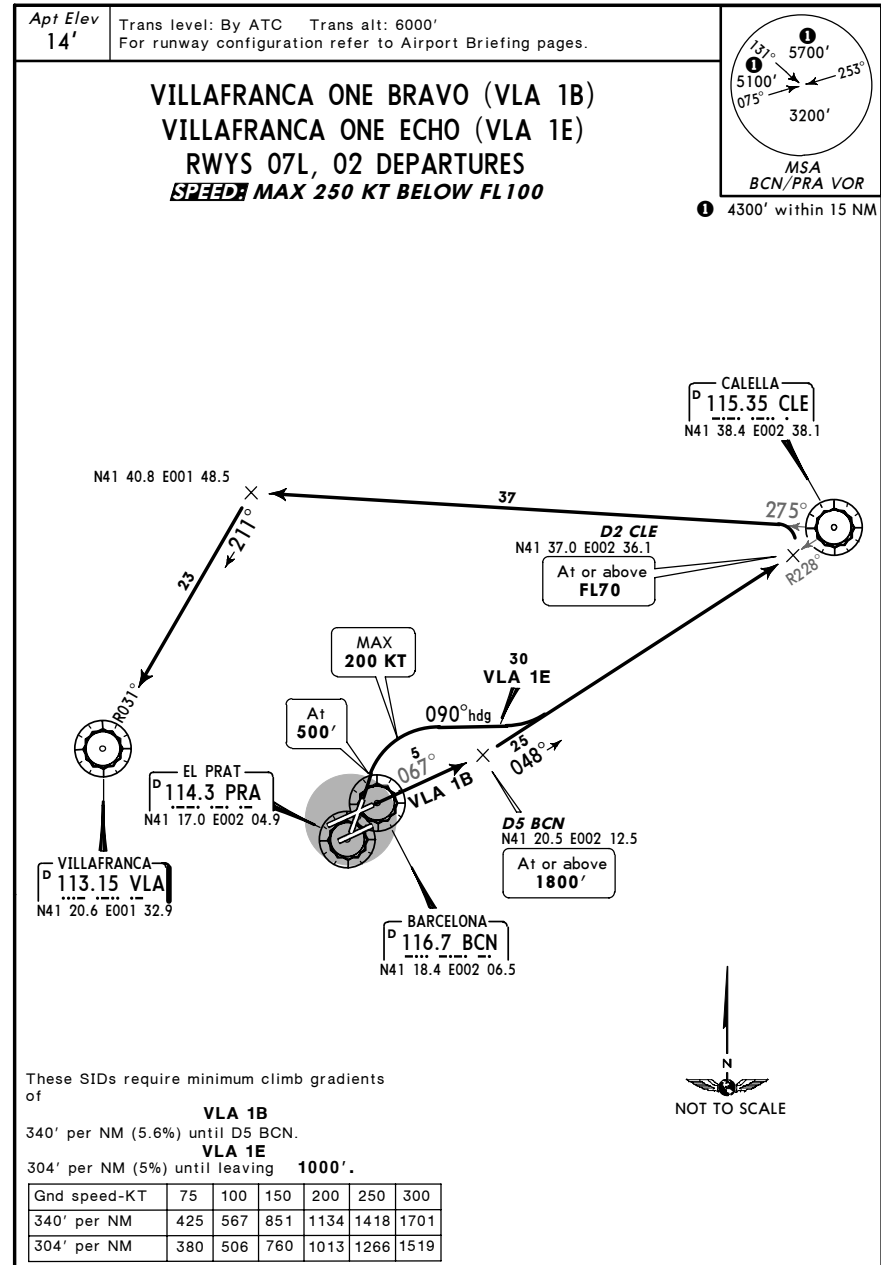 Apt Elev
14'
Trans level: By ATC Trans alt: 6000'
For runway configuration refer to Airport Briefing pages.
VILLAFRANCA ONE BRAVO (VLA 1B)
VILLAFRANCA ONE ECHO (VLA 1E)
RWYS 07L, 02 DEPARTURES
SPEED: MAX 250 KT BELOW FL100
131°
1
5700'
1
5100'
075°
253°
3200'
MSA
BCN/PRA VOR
1 4300' within 15 NM
CALELLA
D 115.35 CLE
N41 38.4 E002 38.1
N41 40.8 E001 48.5
37
275°
D2 CLE
N41 37.0 E002 36.1
At or above
FL70
R228°
211°
23
R031°
MAX
200 KT
30
VLA 1E
At
500'
090°hdg
5
067°
VLA 1B
25
048°
EL PRAT
D 114.3 PRA
N41 17.0 E002 04.9
D5 BCN
N41 20.5 E002 12.5
At or above
1800'
VILLAFRANCA
D 113.15 VLA
N41 20.6 E001 32.9
BARCELONA
D 116.7 BCN
N41 18.4 E002 06.5
N
NOT TO SCALE
These SIDs require minimum climb gradients
of
VLA 1B
340' per NM (5.6%) until D5 BCN.
VLA 1E
304' per NM (5%) until leaving 1000'.
Gnd speed-KT 75 100 150 200 250 300
340' per NM 425 567 851 1134 1418 1701
304' per NM 380 506 760 1013 1266 1519